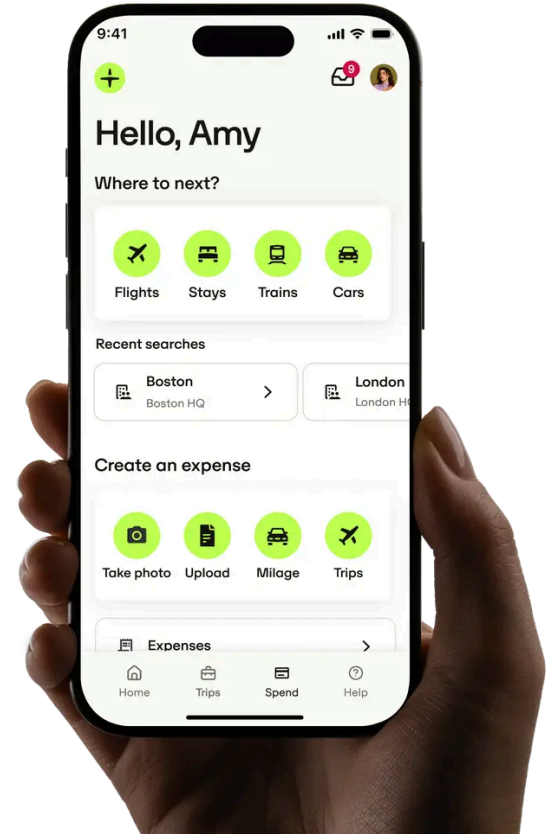 9:41
9
Hello, Amy
Where to next?
Flights Stays Trains Cars
Recent searches
Boston London
Boston HQ London
Create an expense
Take photo Upload Milage Trips
Expenses
Home Trips Spend Help